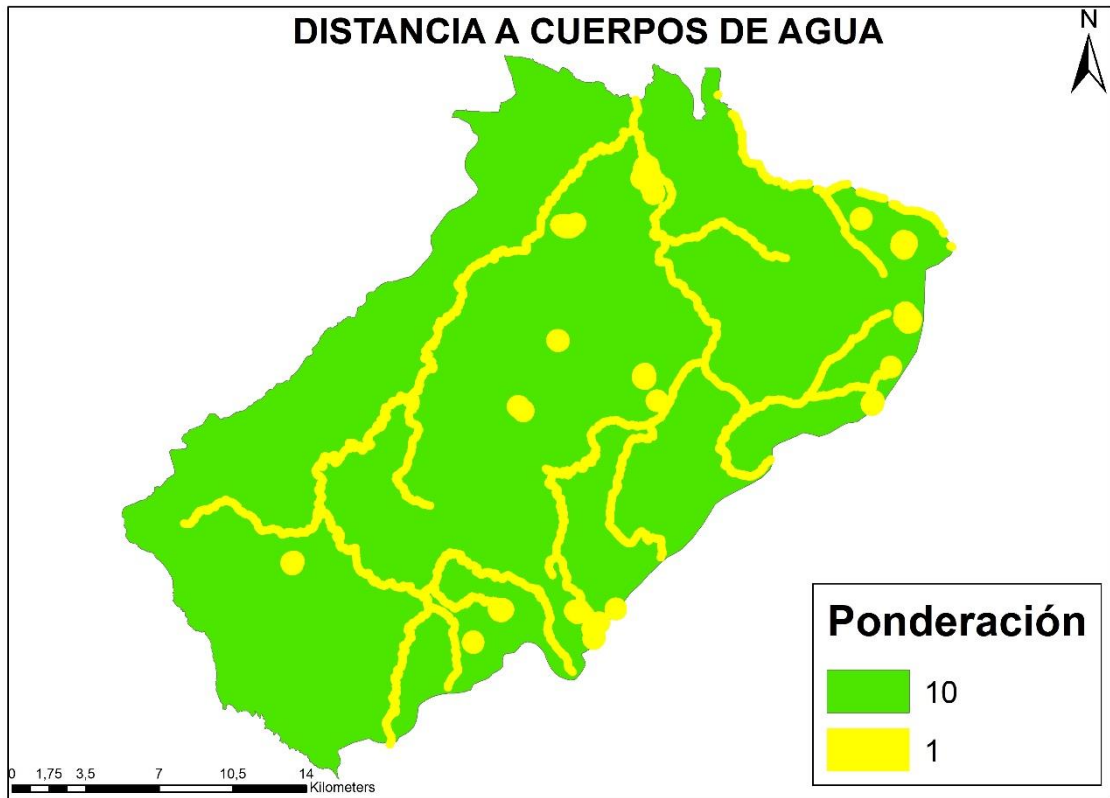 DISTANCIA A CUERPOS DE AGUA
N
Ponderación
10
1
0 1,75 3,5 7 10,5 14
Kilometers